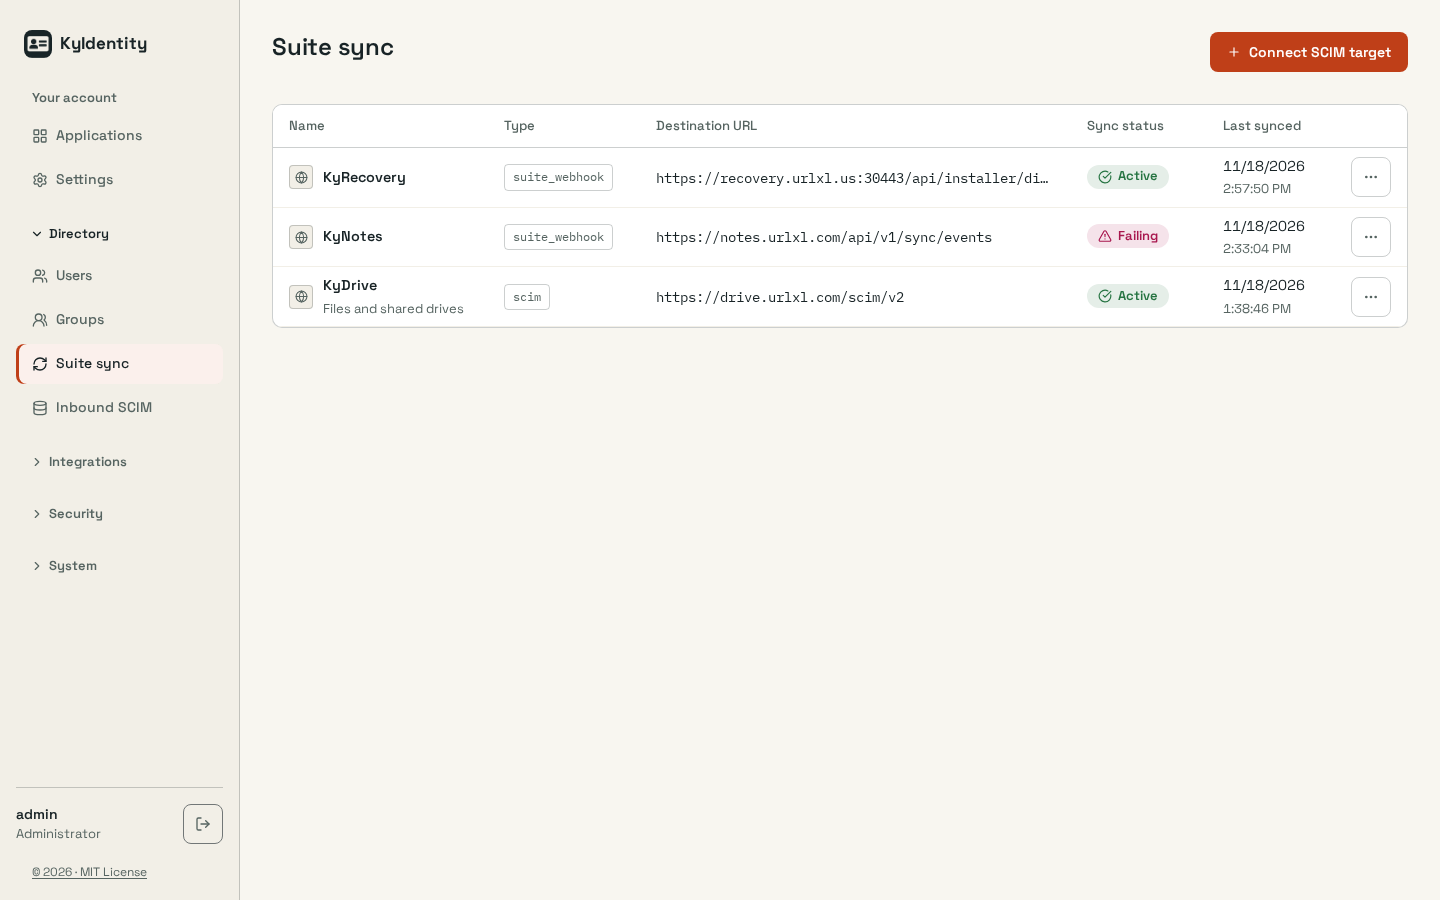 KyIdentity
Your account
Applications
Settings
Directory
Users
Groups
Suite sync
Inbound SCIM
Integrations
Security
System
admin
Administrator
© 2026 · MIT License
Suite sync
Connect SCIM target
Name Type Destination URL Sync status Last synced
KyRecovery suite_webhook https://recovery.urlxl.us:30443/api/installer/di… Active 11/18/2026
2:57:50 PM
KyNotes suite_webhook https://notes.urlxl.com/api/v1/sync/events Failing 11/18/2026
2:33:04 PM
KyDrive scim https://drive.urlxl.com/scim/v2 Active 11/18/2026
Files and shared drives 1:38:46 PM